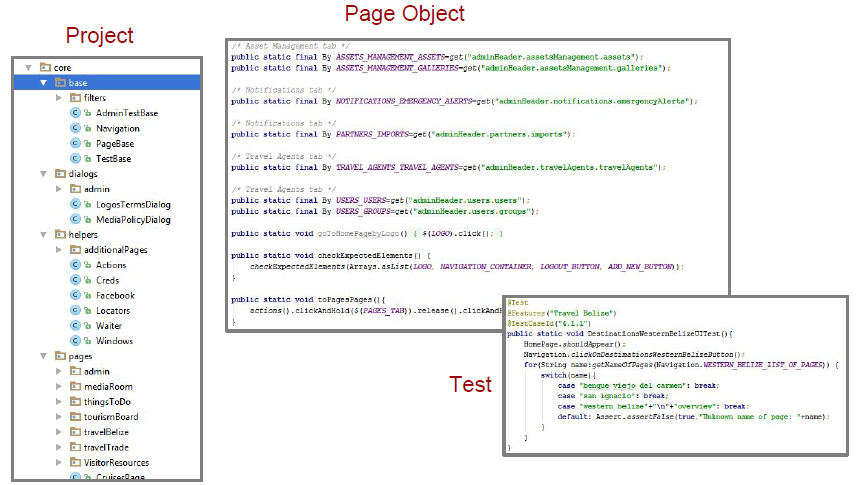 Project
core
base
filters
AdminTestBase
Navigation
PageBase
TestBase
dialogs
admin
LogosTermsDialog
MediaPolicyDialog
helpers
additionalPages
Actions
Creds
Facebook
Locators
Waiter
Windows
pages
admin
mediaRoom
thingsToDo
tourismBoard
travelBelize
travelTrade
VisitorResources
CruiserPage
Page Object
/* Asset Management tab */
public static final By ASSETS_MANAGEMENT_ASSETS=get("adminHeader.assetsManagement.assets");
public static final By ASSETS_MANAGEMENT_GALLERIES=get("adminHeader.assetsManagement.galleries");
/* Notifications tab */
public static final By NOTIFICATIONS_EMERGENCY_ALERTS=get("adminHeader.notifications.emergencyAlerts");
/* Notifications tab */
public static final By PARTNERS_IMPORTS=get("adminHeader.partners.imports");
/* Travel Agents tab */
public static final By TRAVEL_AGENTS_TRAVEL_AGENTS=get("adminHeader.travelAgents.travelAgents");
/* Travel Agents tab */
public static final By USERS_USERS=get("adminHeader.users.users");
public static final By USERS_GROUPS=get("adminHeader.users.groups");
public static void goToHomePagebyLogo() { $(LOGO).click(); }
public static void checkExpectedElements() {
checkExpectedElements(Arrays.asList(LOGO, NAVIGATION_CONTAINER, LOGOUT_BUTTON, ADD_NEW_BUTTON));
}
public static void toPagesPages(){
actions().clickAndHold($(PAGES_TAB)).release().clickAndH
}
Test
@Test
@Features("Travel Belize")
@TestCaseId("4.1.1")
public static void DestinationsWesternBelizeUITest(){
HomePage.shouldAppear();
Navigation.clickOnDestinationsWesternBelizeButton();
for(String name:getNameOfPages(Navigation.WESTERN_BELIZE_LIST_OF_PAGES)) {
switch(name){
case "benque viejo del carmen": break;
case "san ignacio": break;
case "western belize"+"\n"+"overview": break;
default: Assert.assertFalse(true,"Unknown name of page: "+name);
}
}
}